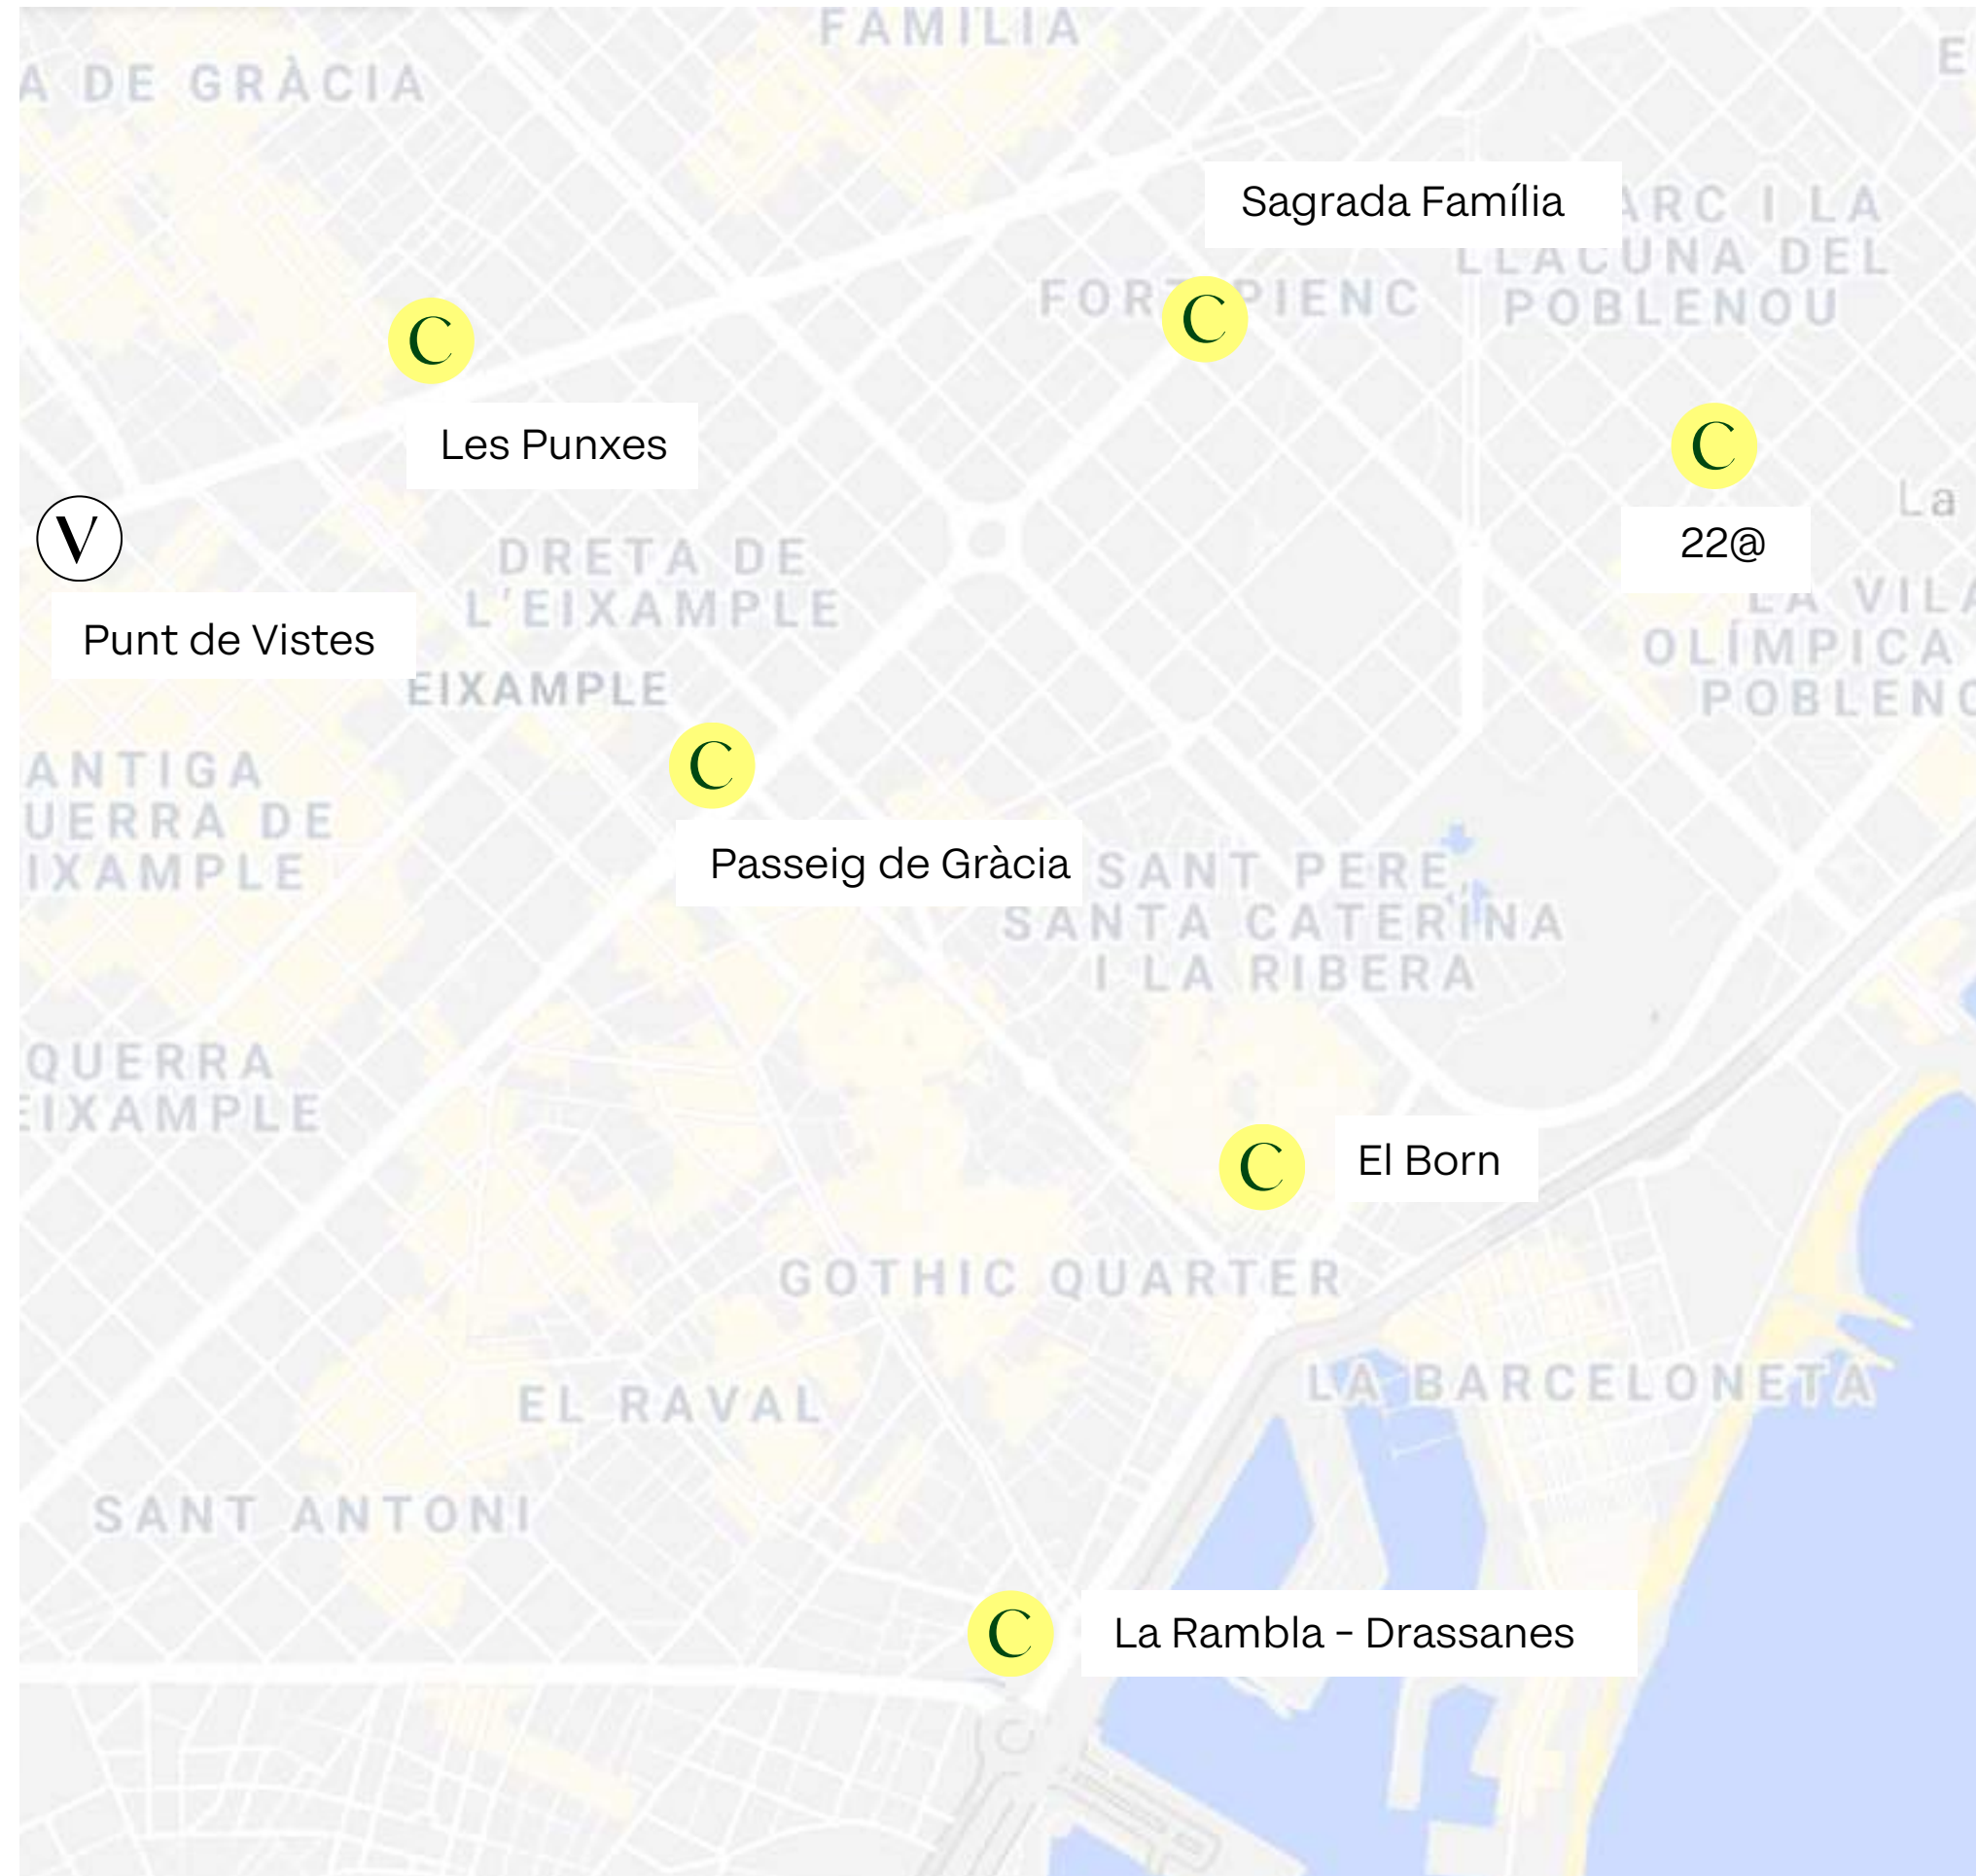 FAMÍLIA
A DE GRÀCIA
E
Sagrada Família
ARC I LA
LLACUNA DEL
POBLENOU
FORT PIENC
C
C
Les Punxes
C
22@
La
V
Punt de Vistes
DRETA DE
L'EIXAMPLE
EIXAMPLE
LA VILA
OLÍMPICA
POBLENO
C
Passeig de Gràcia
ANTIGA
UERRA DE
IXAMPLE
SANT PERE,
SANTA CATERINA
I LA RIBERA
QUERRA
EIXAMPLE
C
El Born
GOTHIC QUARTER
EL RAVAL
LA BARCELONETA
SANT ANTONI
C
La Rambla - Drassanes